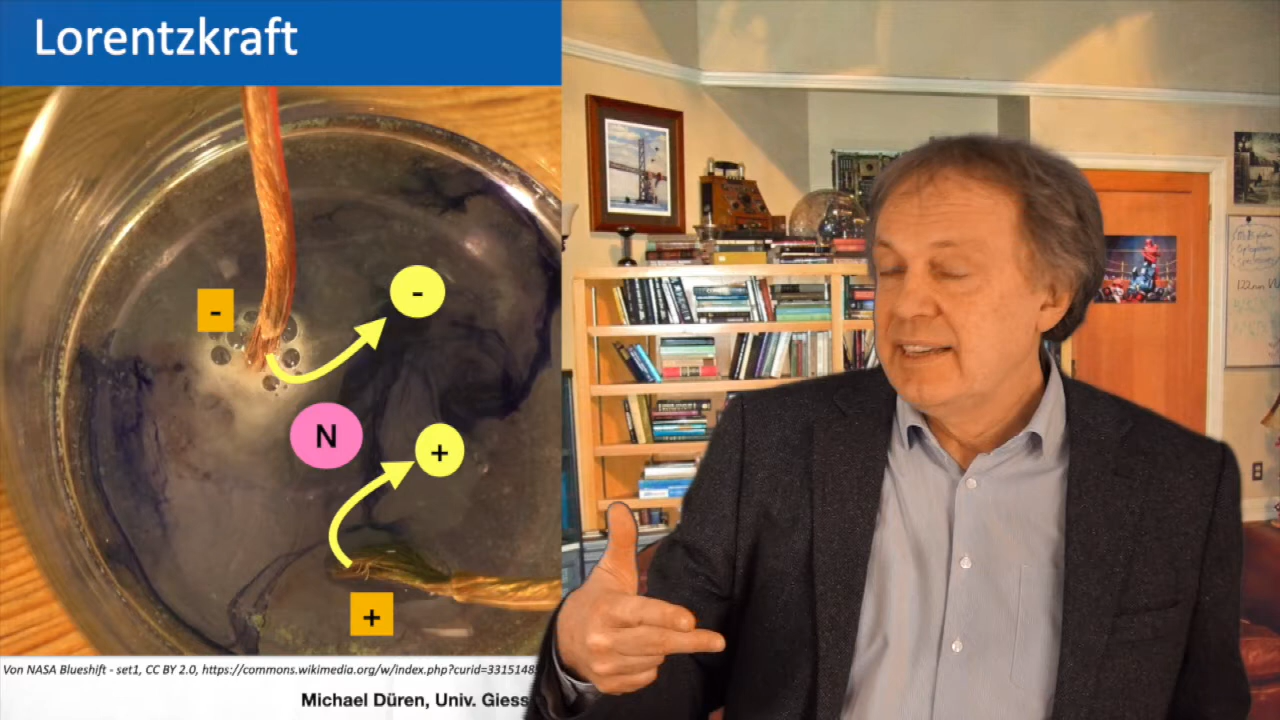 Lorentzkraft
-
-
N
+
+
Von NASA Blueshift - set1, CC BY 2.0, https://commons.wikimedia.org/w/index.php?curid=3315148
Michael Düren, Univ. Giess